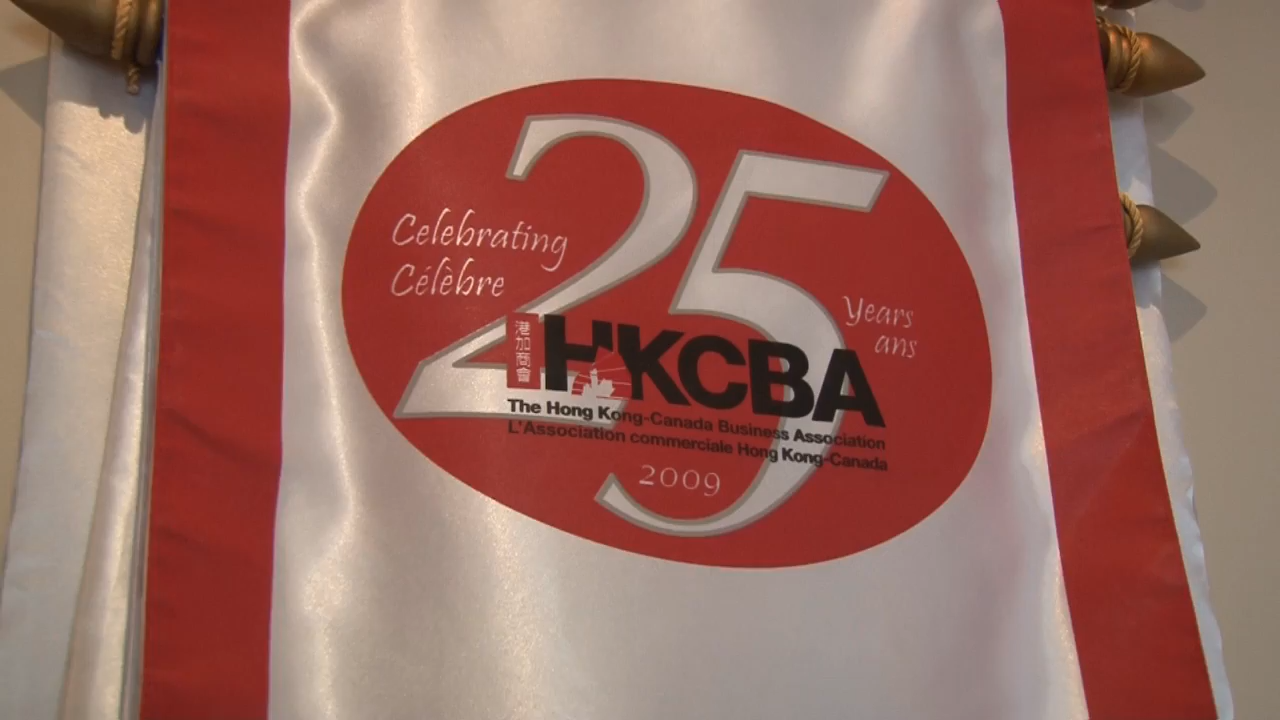 25
Celebrating
Célèbre
Years
ans
港加商會
HKCBA
The Hong Kong-Canada Business Association
L'Association commerciale Hong Kong-Canada
2009